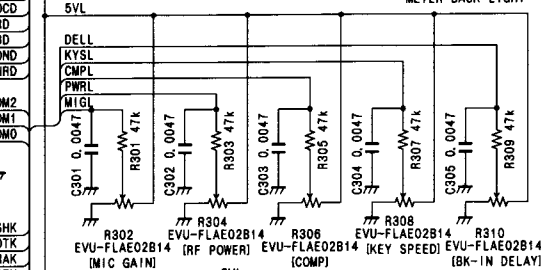 METER BACK LIGHT
5VL
DELL
KYSL
CMPL
PWRL
MIGL
OM2
OM1
OM0
C301 0.0047
R301 47k
C302 0.0047
R303 47k
C303 0.0047
R305 47k
C304 0.0047
R307 47k
C305 0.0047
R309 47k
R302
EVU-FLAE02B14
[MIC GAIN]
R304
EVU-FLAE02B14
[RF POWER]
R306
EVU-FLAE02B14
[COMP]
R308
EVU-FLAE02B14
[KEY SPEED]
R310
EVU-FLAE02B14
[BK-IN DELAY]